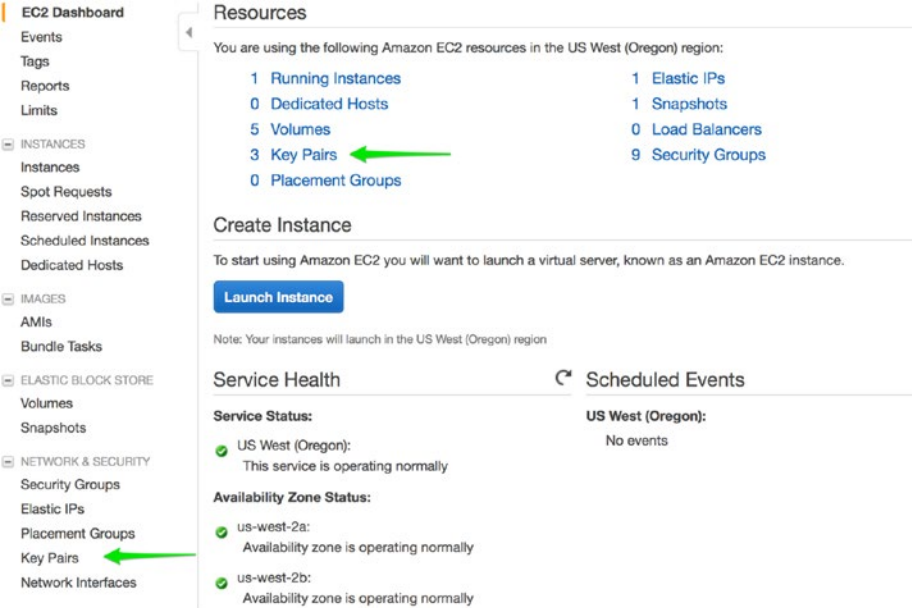 EC2 Dashboard
Events
Tags
Reports
Limits
INSTANCES
Instances
Spot Requests
Reserved Instances
Scheduled Instances
Dedicated Hosts
IMAGES
AMIs
Bundle Tasks
ELASTIC BLOCK STORE
Volumes
Snapshots
NETWORK & SECURITY
Security Groups
Elastic IPs
Placement Groups
Key Pairs
Network Interfaces
Resources
You are using the following Amazon EC2 resources in the US West (Oregon) region:
1 Running Instances
0 Dedicated Hosts
5 Volumes
3 Key Pairs
0 Placement Groups
1 Elastic IPs
1 Snapshots
0 Load Balancers
9 Security Groups
Create Instance
To start using Amazon EC2 you will want to launch a virtual server, known as an Amazon EC2 instance.
Launch Instance
Note: Your instances will launch in the US West (Oregon) region
Service Health
Service Status:
US West (Oregon):
This service is operating normally
Availability Zone Status:
us-west-2a:
Availability zone is operating normally
us-west-2b:
Availability zone is operating normally
Scheduled Events
US West (Oregon):
No events